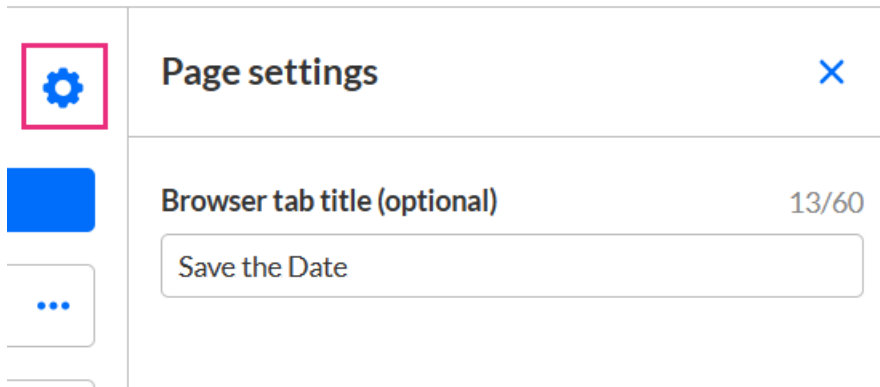 Page settings
Browser tab title (optional) 13/60
Save the Date